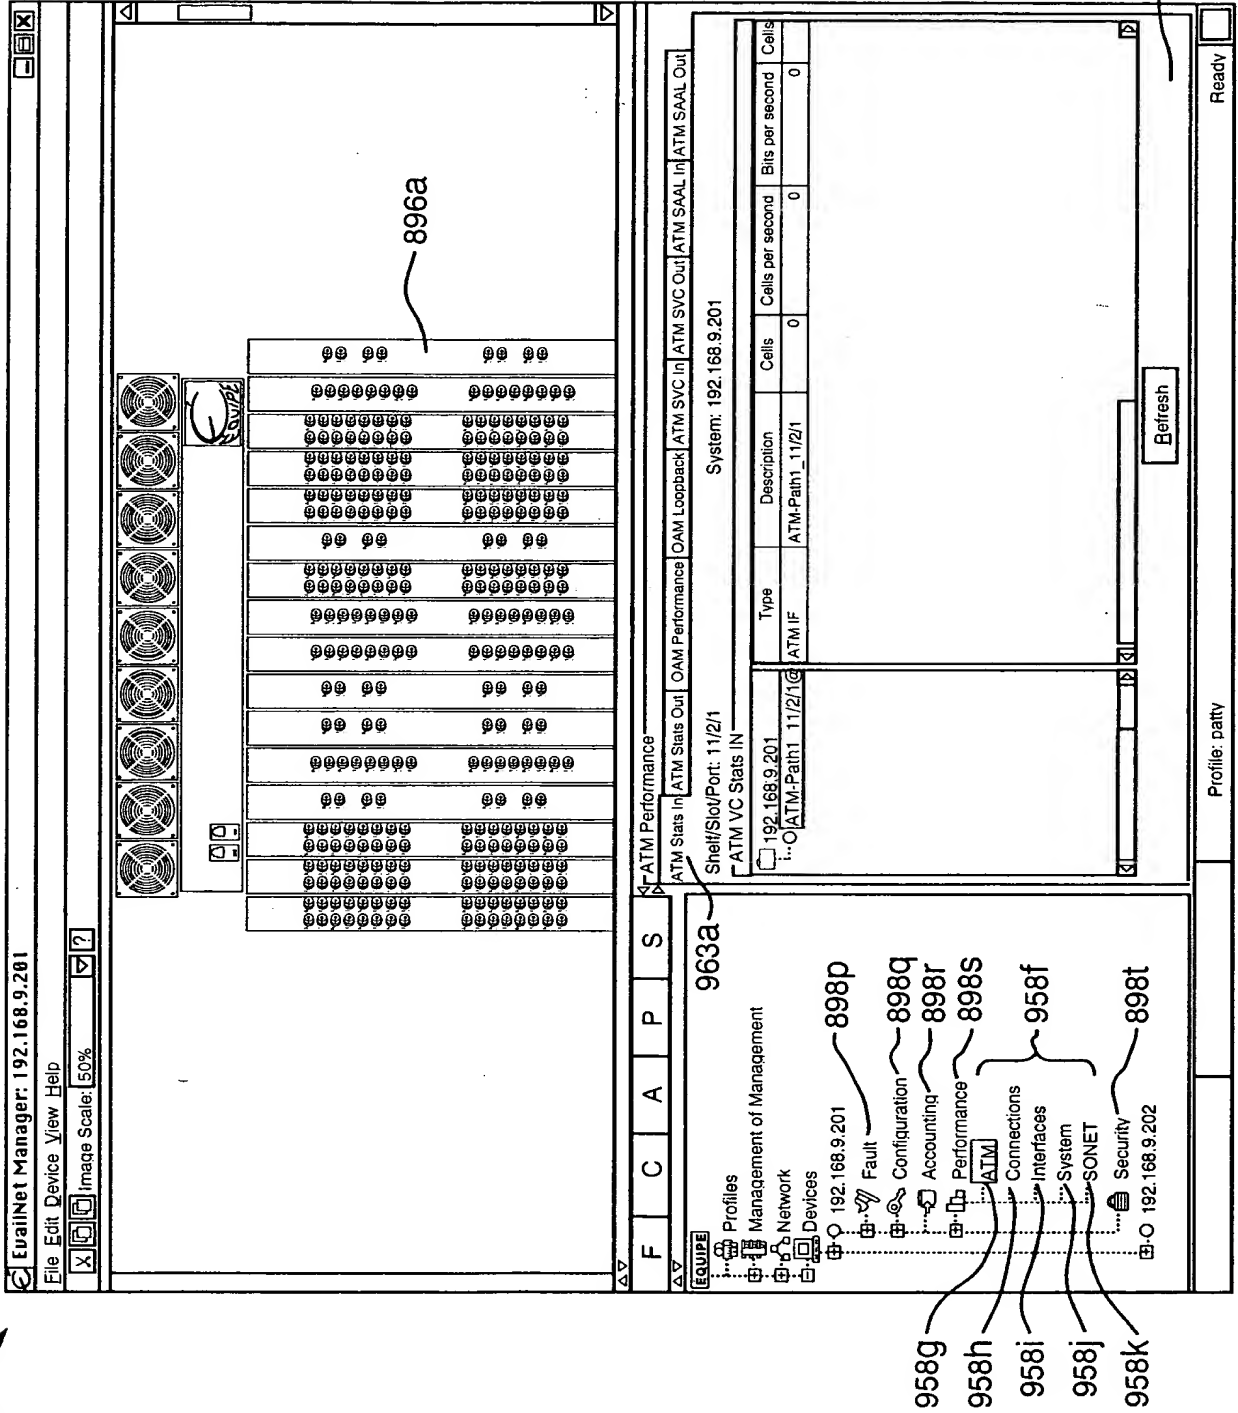 EvailNet Manager: 192.168.9.201
File Edit Device View Help
X ? Image Scale: 50%
896a
F C A P S
EQUIPE
Profiles
Management of Management
Network
Devices
192.168.9.201
Fault
Configuration
Accounting
Performance
ATM
Connections
Interfaces
System
SONET
Security
192.168.9.202
898p
898q
898r
898s
958f
898t
958g
958h
958i
958j
958k
963a
ATM Performance
ATM Stats In ATM Stats Out OAM Performance OAM Loopback ATM SVC In ATM SVC Out ATM SAAL In ATM SAAL Out
Shelf/Slot/Port: 11/2/1 System: 192.168.9.201
ATM VC Stats IN
192.168.9.201
ATM-Path1 11/2/1@
Type Description Cells Cells per second Bits per second Cells
ATM IF ATM-Path1_11/2/1 0 0 0
Refresh
Profile: patty Ready